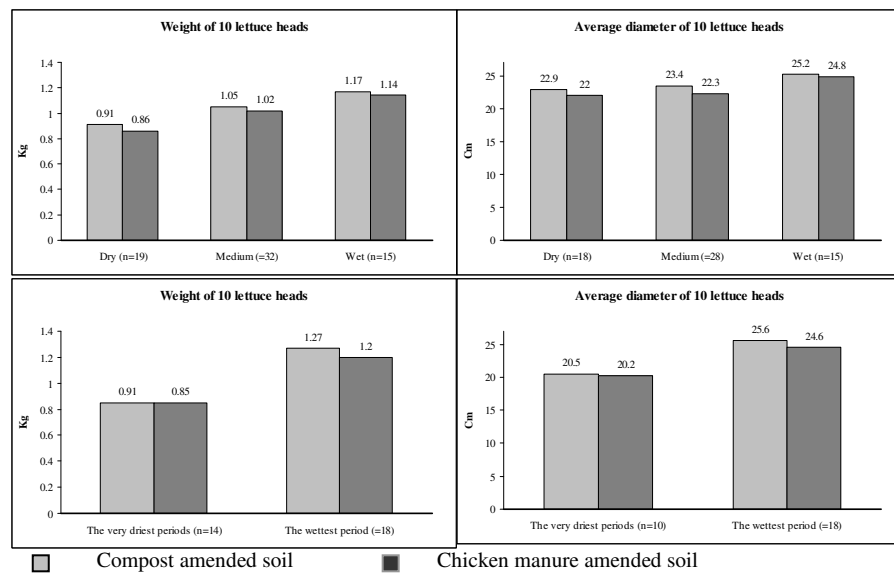 Weight of 10 lettuce heads
1.4
1.2
1
0.8
0.6
0.4
0.2
0
Kg
0.91 0.86
1.05 1.02
1.17 1.14
Dry (n=19) Medium (=32) Wet (n=15)
Average diameter of 10 lettuce heads
25
20
15
10
5
0
Cm
22.9 22
23.4 22.3
25.2 24.8
Dry (n=18) Medium (=28) Wet (n=15)
Weight of 10 lettuce heads
1.4
1.2
1
0.8
0.6
0.4
0.2
0
Kg
0.91 0.85
1.27 1.2
The very driest periods (n=14) The wettest period (=18)
Average diameter of 10 lettuce heads
25
20
15
10
5
0
Cm
20.5 20.2
25.6 24.6
The very driest periods (n=10) The wettest period (=18)
Compost amended soil Chicken manure amended soil